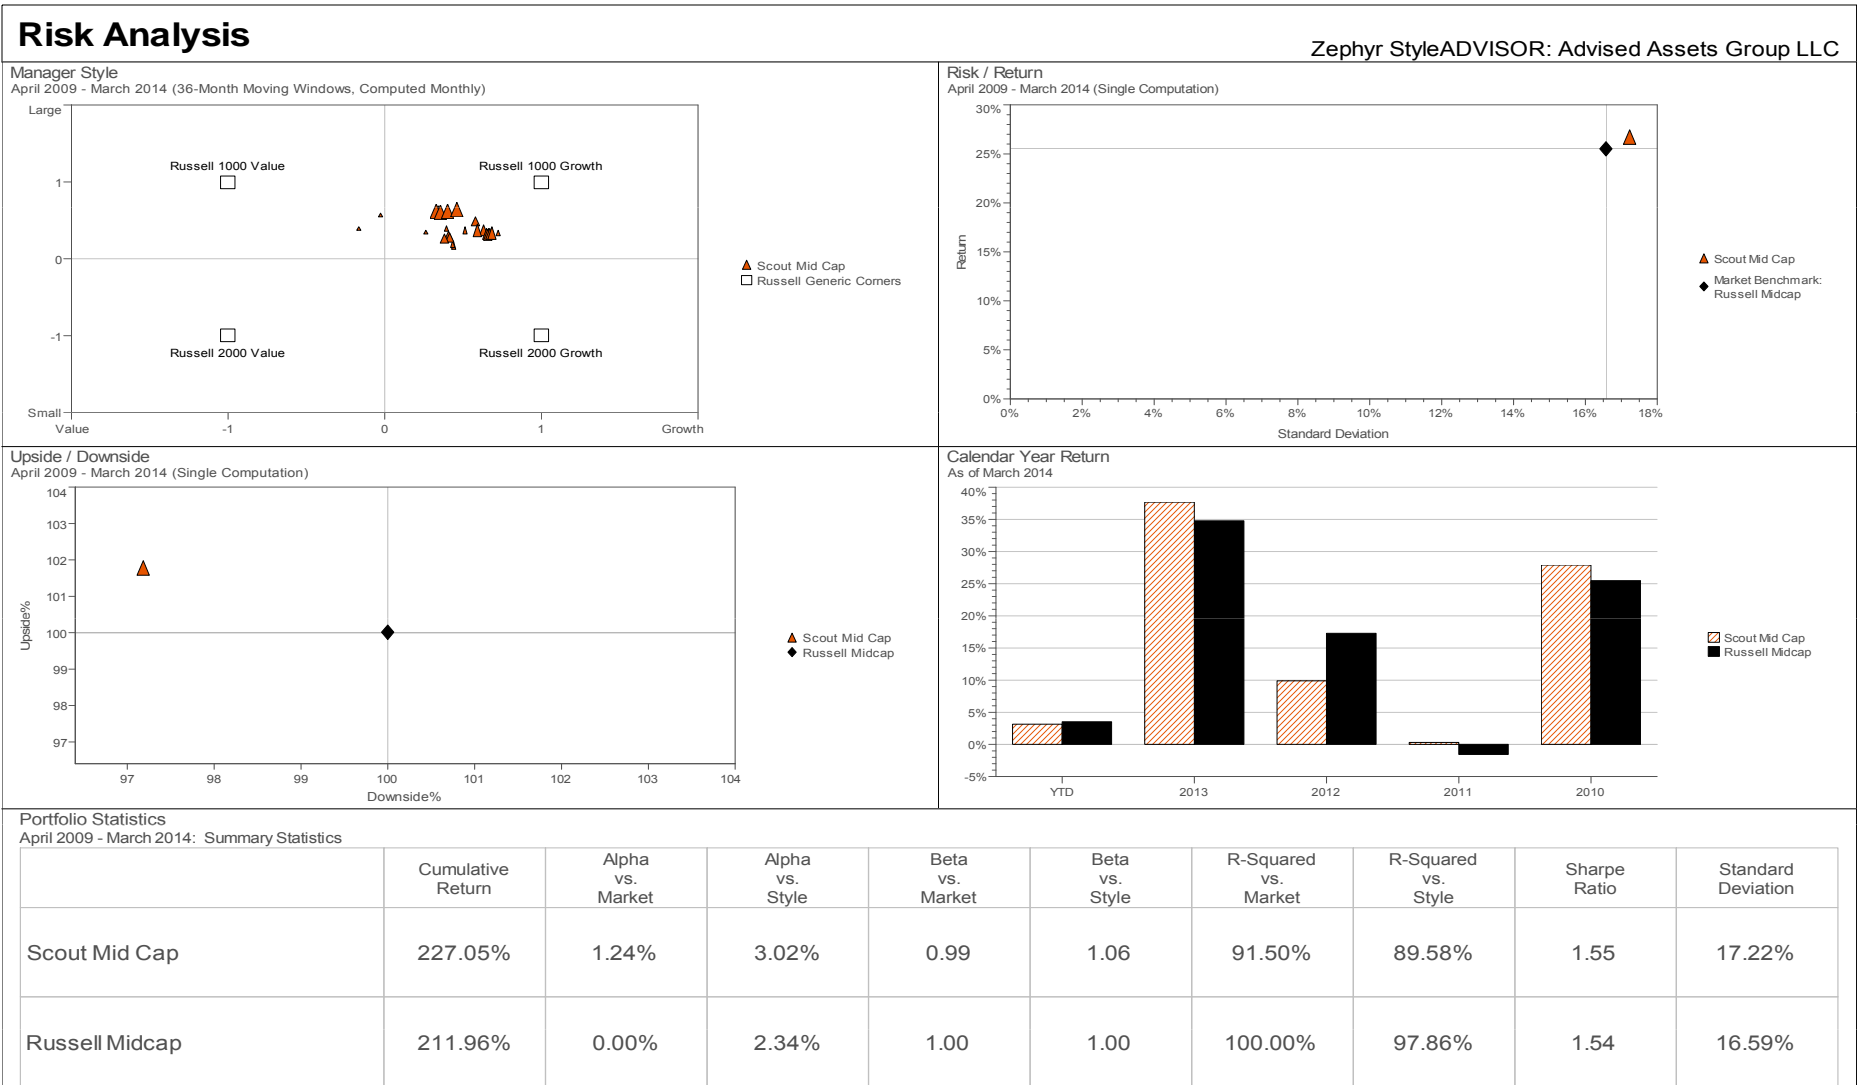 Risk Analysis
Zephyr StyleADVISOR: Advised Assets Group LLC
Manager Style
April 2009 - March 2014 (36-Month Moving Windows, Computed Monthly)
Large
1
0
-1
Small
Russell 1000 Value
Russell 1000 Growth
Russell 2000 Value
Russell 2000 Growth
Value
-1
0
1
Growth
Scout Mid Cap
Russell Generic Corners
Risk / Return
April 2009 - March 2014 (Single Computation)
30%
25%
20%
15%
10%
5%
0%
Return
0%
2%
4%
6%
8%
10%
12%
14%
16%
18%
Standard Deviation
Scout Mid Cap
Market Benchmark:
Russell Midcap
Upside / Downside
April 2009 - March 2014 (Single Computation)
104
103
102
101
100
99
98
97
Upside%
97
98
99
100
101
102
103
104
Downside%
Scout Mid Cap
Russell Midcap
Calendar Year Return
As of March 2014
40%
35%
30%
25%
20%
15%
10%
5%
0%
-5%
YTD
2013
2012
2011
2010
Scout Mid Cap
Russell Midcap
Portfolio Statistics
April 2009 - March 2014: Summary Statistics
Cumulative
Return
Alpha
vs.
Market
Alpha
vs.
Style
Beta
vs.
Market
Beta
vs.
Style
R-Squared
vs.
Market
R-Squared
vs.
Style
Sharpe
Ratio
Standard
Deviation
Scout Mid Cap 227.05% 1.24% 3.02% 0.99 1.06 91.50% 89.58% 1.55 17.22%
Russell Midcap 211.96% 0.00% 2.34% 1.00 1.00 100.00% 97.86% 1.54 16.59%